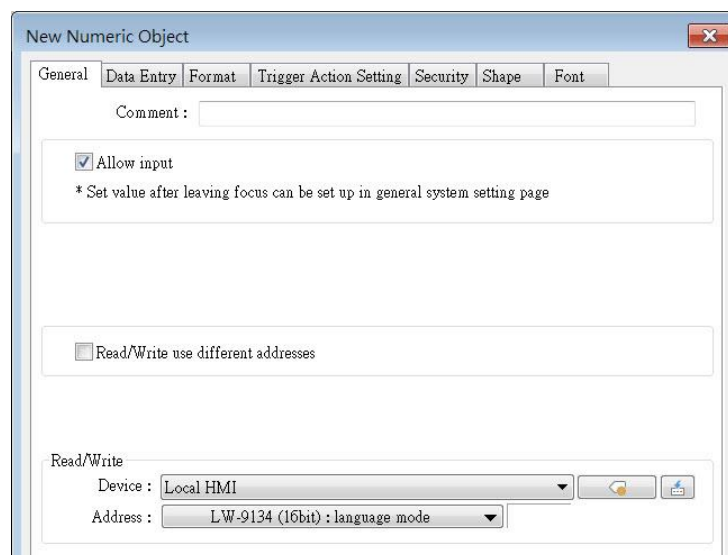 New Numeric Object
General Data Entry Format Trigger Action Setting Security Shape Font
Comment :
Allow input
* Set value after leaving focus can be set up in general system setting page
Read/Write use different addresses
Read/Write
Device : Local HMI
Address : LW-9134 (16bit) : language mode